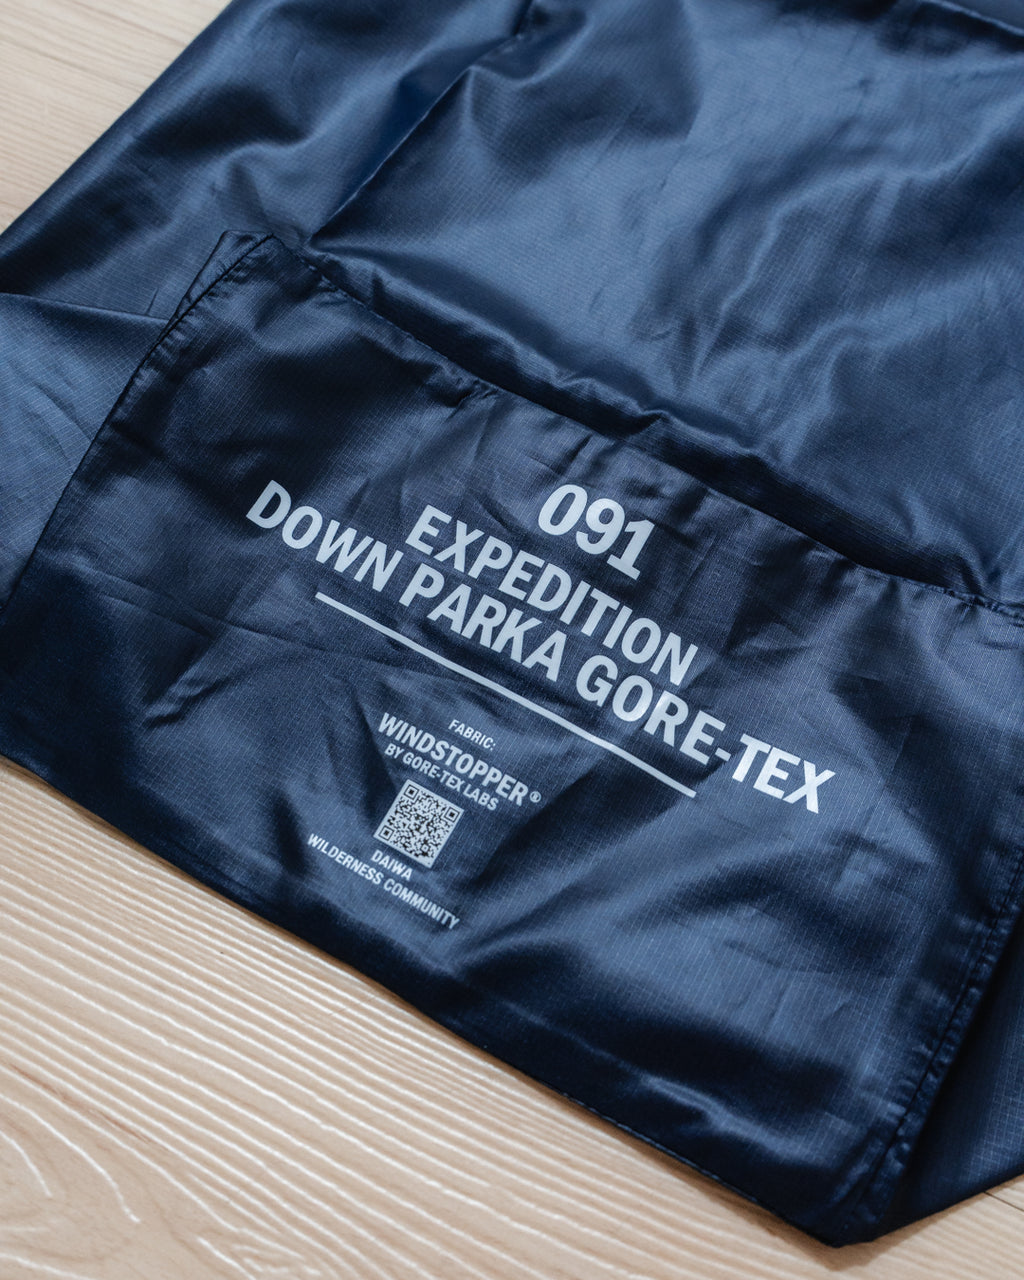 091
EXPEDITION
DOWN PARKA GORE-TEX
FABRIC:
WINDSTOPPER®
BY GORE-TEX LABS
DAIWA
WILDERNESS COMMUNITY